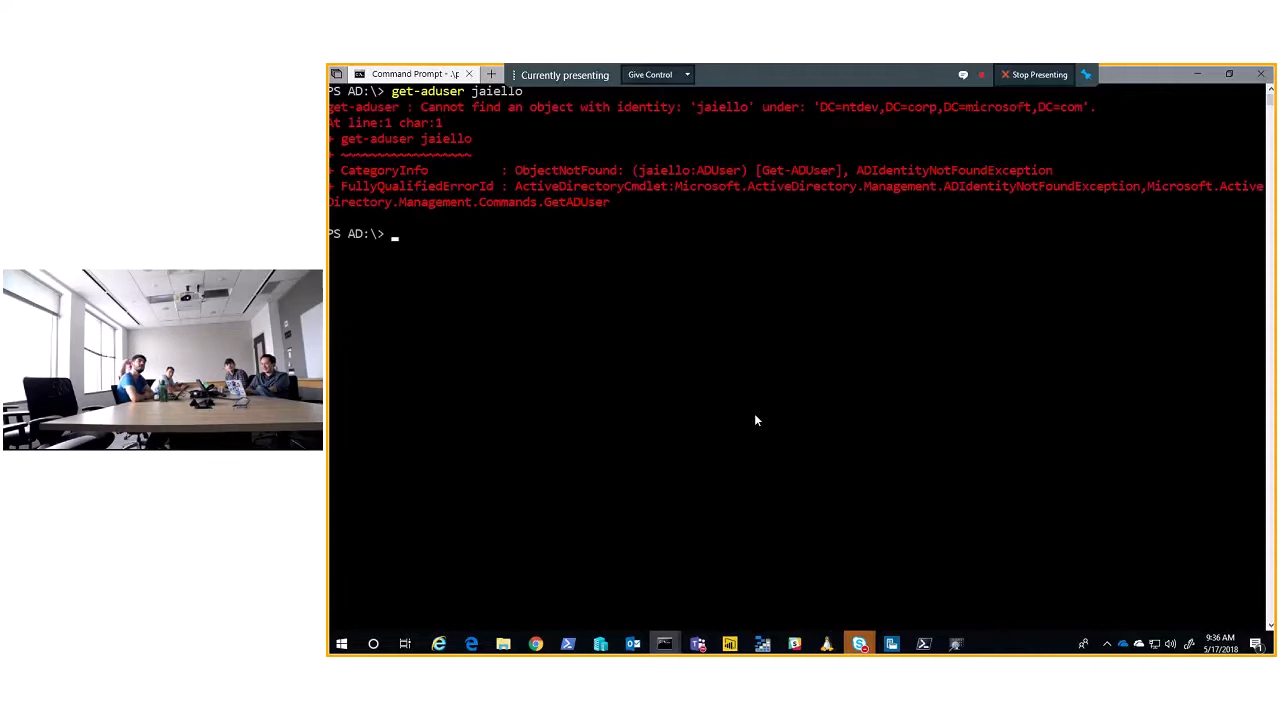 Command Prompt - .\p
Currently presenting
Give Control
Stop Presenting
PS AD:\> get-aduser jaiello
get-aduser : Cannot find an object with identity: 'jaiello' under: 'DC=ntdev,DC=corp,DC=microsoft,DC=com'.
At line:1 char:1
+ get-aduser jaiello
+ ~~~~~~~~~~~~~~~~~~
+ CategoryInfo : ObjectNotFound: (jaiello:ADUser) [Get-ADUser], ADIdentityNotFoundException
+ FullyQualifiedErrorId : ActiveDirectoryCmdlet:Microsoft.ActiveDirectory.Management.ADIdentityNotFoundException,Microsoft.Active
Directory.Management.Commands.GetADUser
PS AD:\> _
9:36 AM
5/17/2018